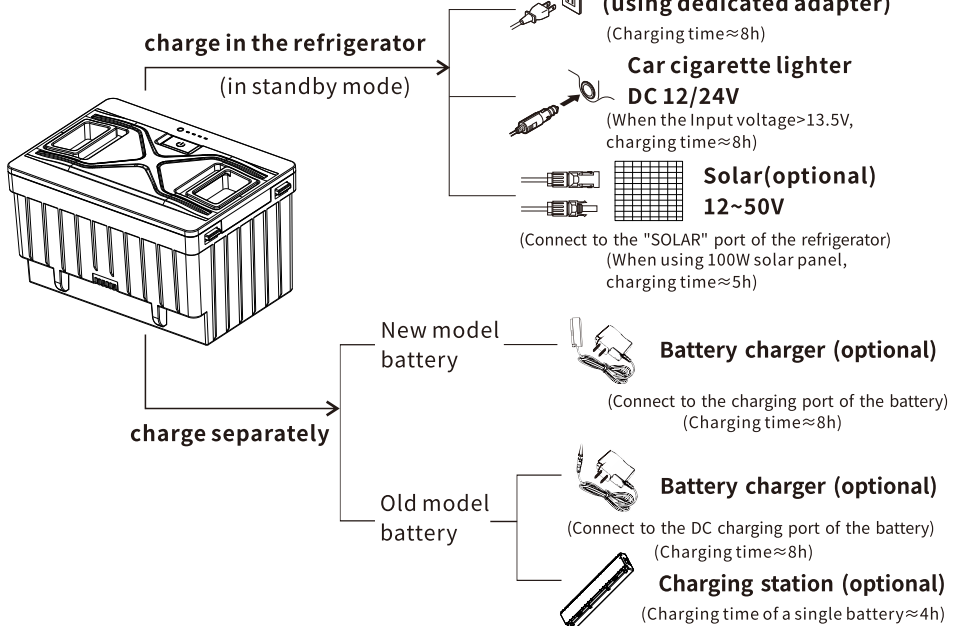 (using dedicated adapter)
(Charging time≈8h)
charge in the refrigerator
(in standby mode)
Car cigarette lighter
DC 12/24V
(When the Input voltage>13.5V,
charging time≈8h)
Solar(optional)
12~50V
(Connect to the "SOLAR" port of the refrigerator)
(When using 100W solar panel,
charging time≈5h)
New model
battery
Battery charger (optional)
(Connect to the charging port of the battery)
(Charging time≈8h)
charge separately
Old model
battery
Battery charger (optional)
(Connect to the DC charging port of the battery)
(Charging time≈8h)
Charging station (optional)
(Charging time of a single battery≈4h)